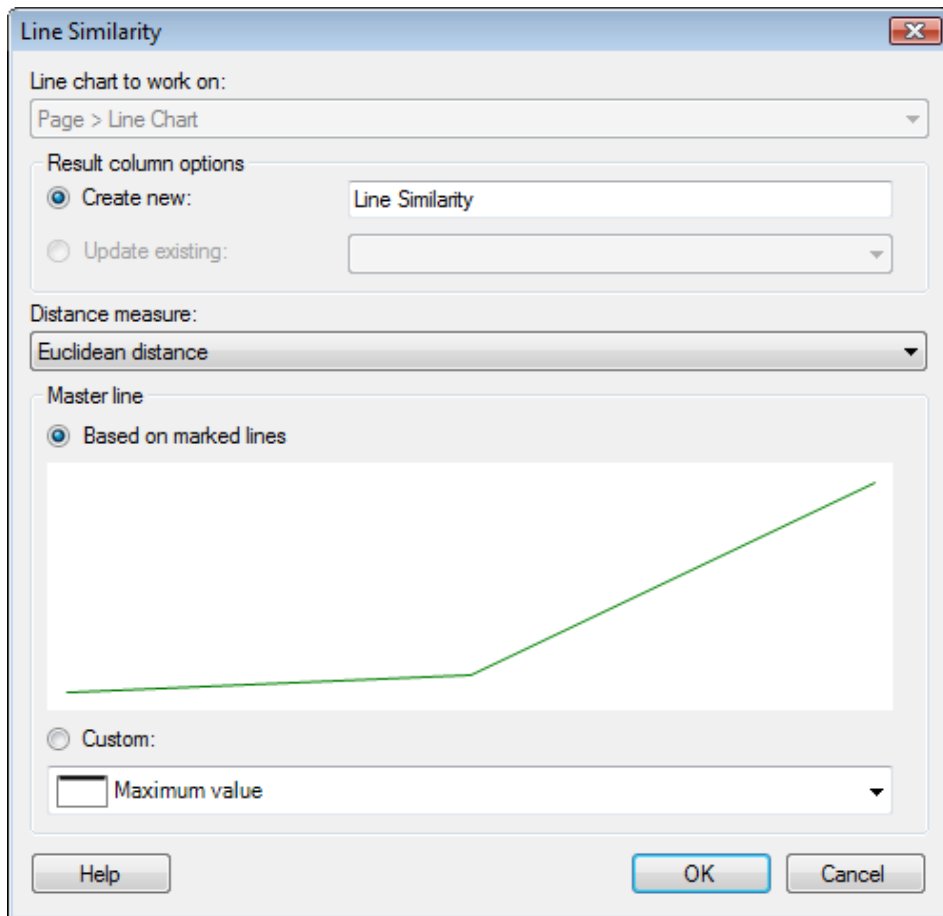 Line Similarity
Line chart to work on:
Page > Line Chart
Result column options
Create new:
Line Similarity
Update existing:
Distance measure:
Euclidean distance
Master line
Based on marked lines
Custom:
Maximum value
Help
OK
Cancel